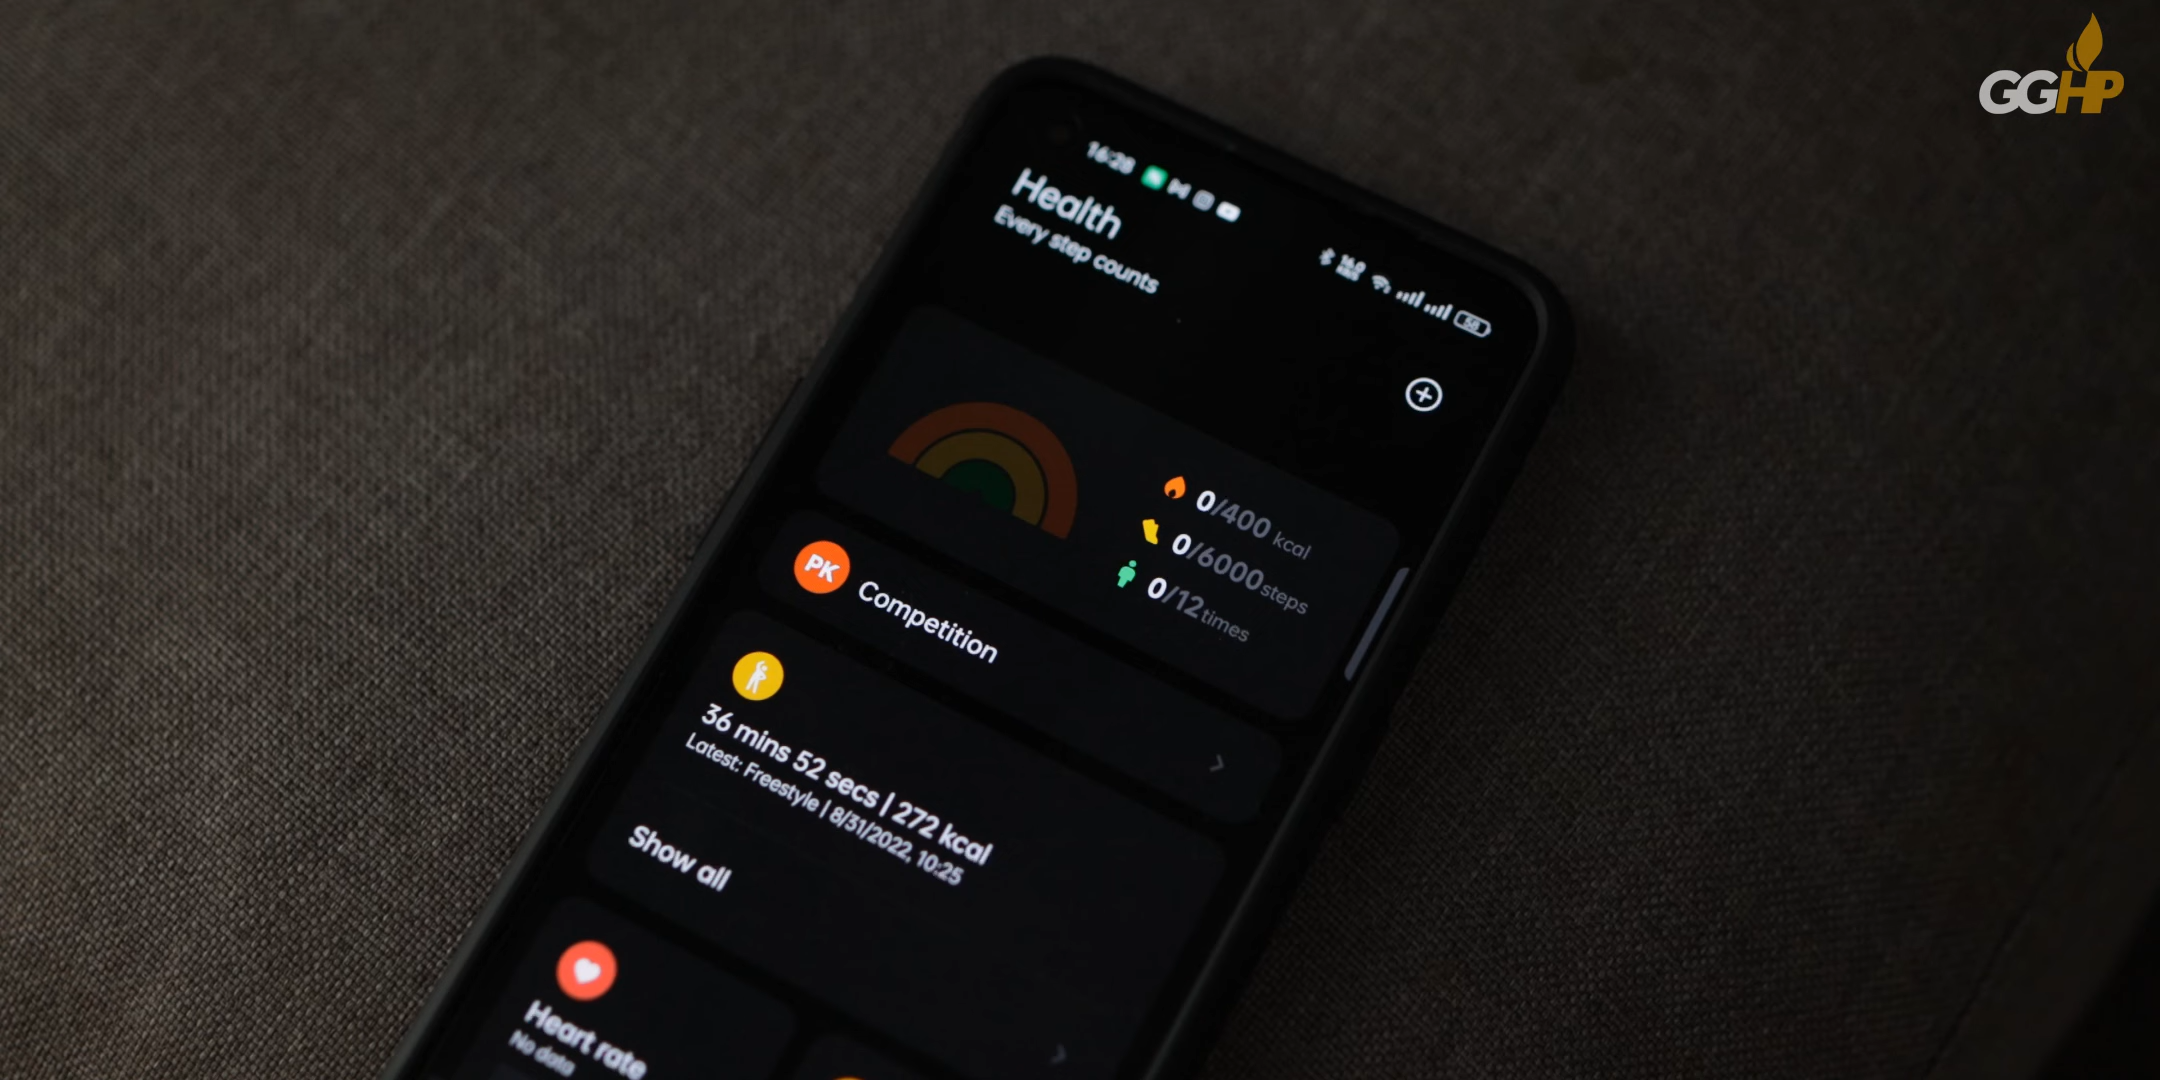 GGHP
16:28
Health
Every step counts
58
0/400 kcal
0/6000 steps
0/12 times
PK
Competition
36 mins 52 secs | 272 kcal
Latest: Freestyle | 8/31/2022, 10:25
Show all
Heart rate
No data